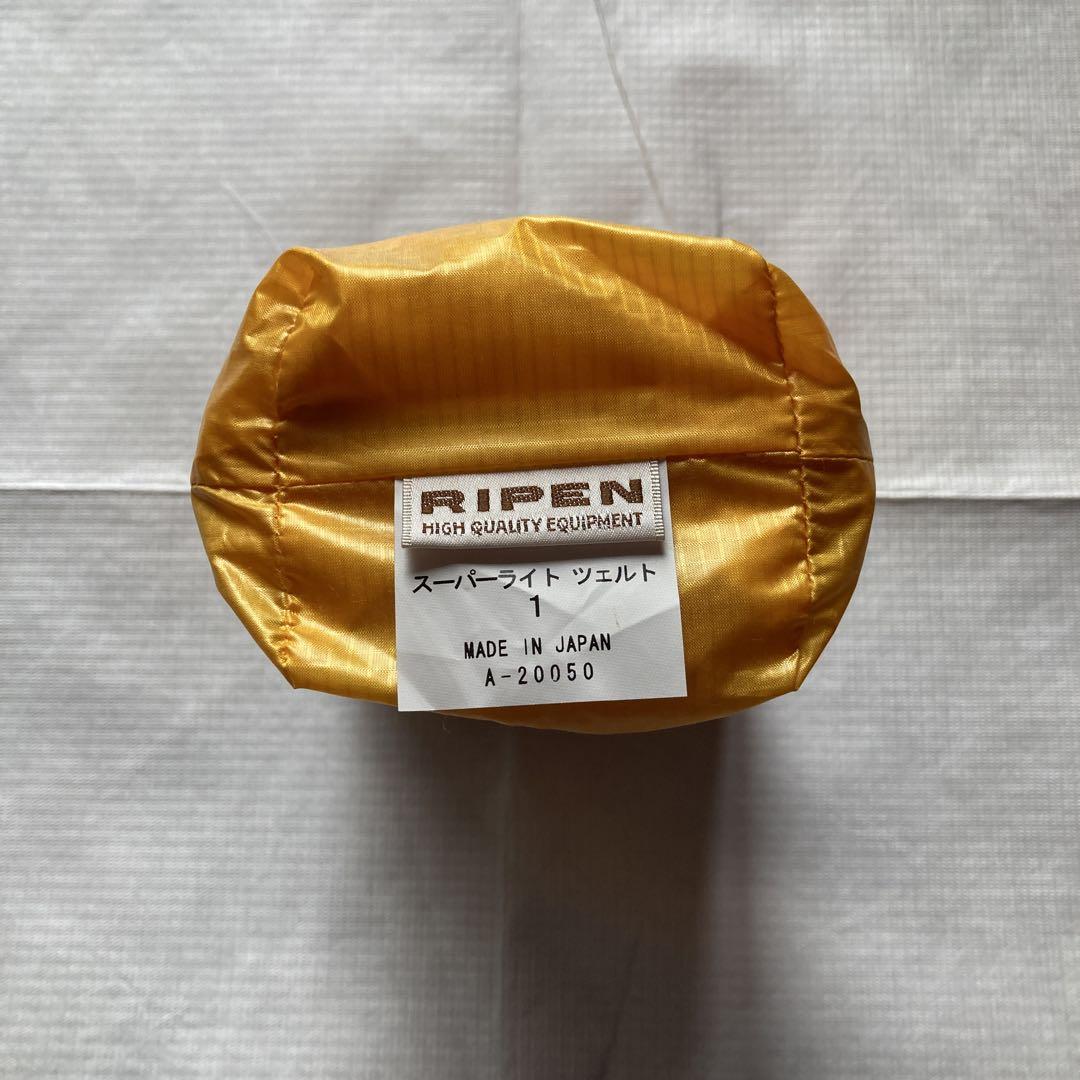 RIPEN
HIGH QUALITY EQUIPMENT
スーパーライト ツェルト
1
MADE IN JAPAN
A-20050